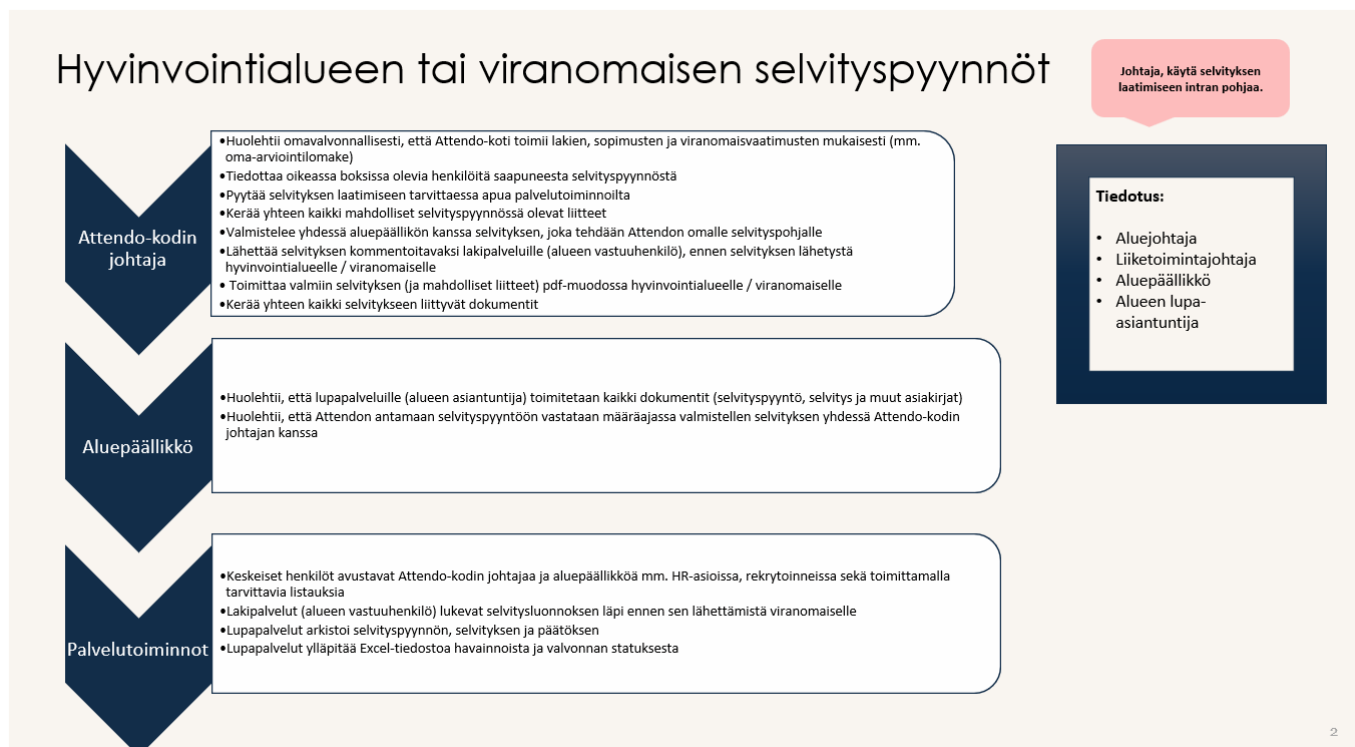 Hyvinvointialueen tai viranomaisen selvityspyynnöt
Johtaja, käytä selvityksen
laatimiseen intran pohjaa.
Attendo-kodin
johtaja
•Huolehtii omavalvonnallisesti, että Attendo-koti toimii lakien, sopimusten ja viranomaisvaatimusten mukaisesti (mm.
oma-arviointilomake)
•Tiedottaa oikeassa boksissa olevia henkilöitä saapuneesta selvityspyynnöstä
•Pyytää selvityksen laatimiseen tarvittaessa apua palvelutoiminnoilta
•Kerää yhteen kaikki mahdolliset selvityspyynnössä olevat liitteet
•Valmistelee yhdessä aluepäällikön kanssa selvityksen, joka tehdään Attendon omalle selvityspohjalle
•Lähettää selvityksen kommentoitavaksi lakipalveluille (alueen vastuuhenkilö), ennen selvityksen lähetystä
hyvinvointialueelle / viranomaiselle
• Toimittaa valmiin selvityksen (ja mahdolliset liitteet) pdf-muodossa hyvinvointialueelle / viranomaiselle
•Kerää yhteen kaikki selvitykseen liittyvät dokumentit
Tiedotus:
• Aluejohtaja
• Liiketoimintajohtaja
• Aluepäällikkö
• Alueen lupa-
asiantuntija
Aluepäällikkö
•Huolehtii, että lupapalveluille (alueen asiantuntija) toimitetaan kaikki dokumentit (selvityspyyntö, selvitys ja muut asiakirjat)
•Huolehtii, että Attendon antamaan selvityspyyntöön vastataan määräajassa valmistellen selvityksen yhdessä Attendo-kodin
johtajan kanssa
Palvelutoiminnot
•Keskeiset henkilöt avustavat Attendo-kodin johtajaa ja aluepäällikköä mm. HR-asioissa, rekrytoinneissa sekä toimittamalla
tarvittavia listauksia
•Lakipalvelut (alueen vastuuhenkilö) lukevat selvitysluonnoksen läpi ennen sen lähettämistä viranomaiselle
•Lupapalvelut arkistoi selvityspyynnön, selvityksen ja päätöksen
•Lupapalvelut ylläpitää Excel-tiedostoa havainnoista ja valvonnan statuksesta
2